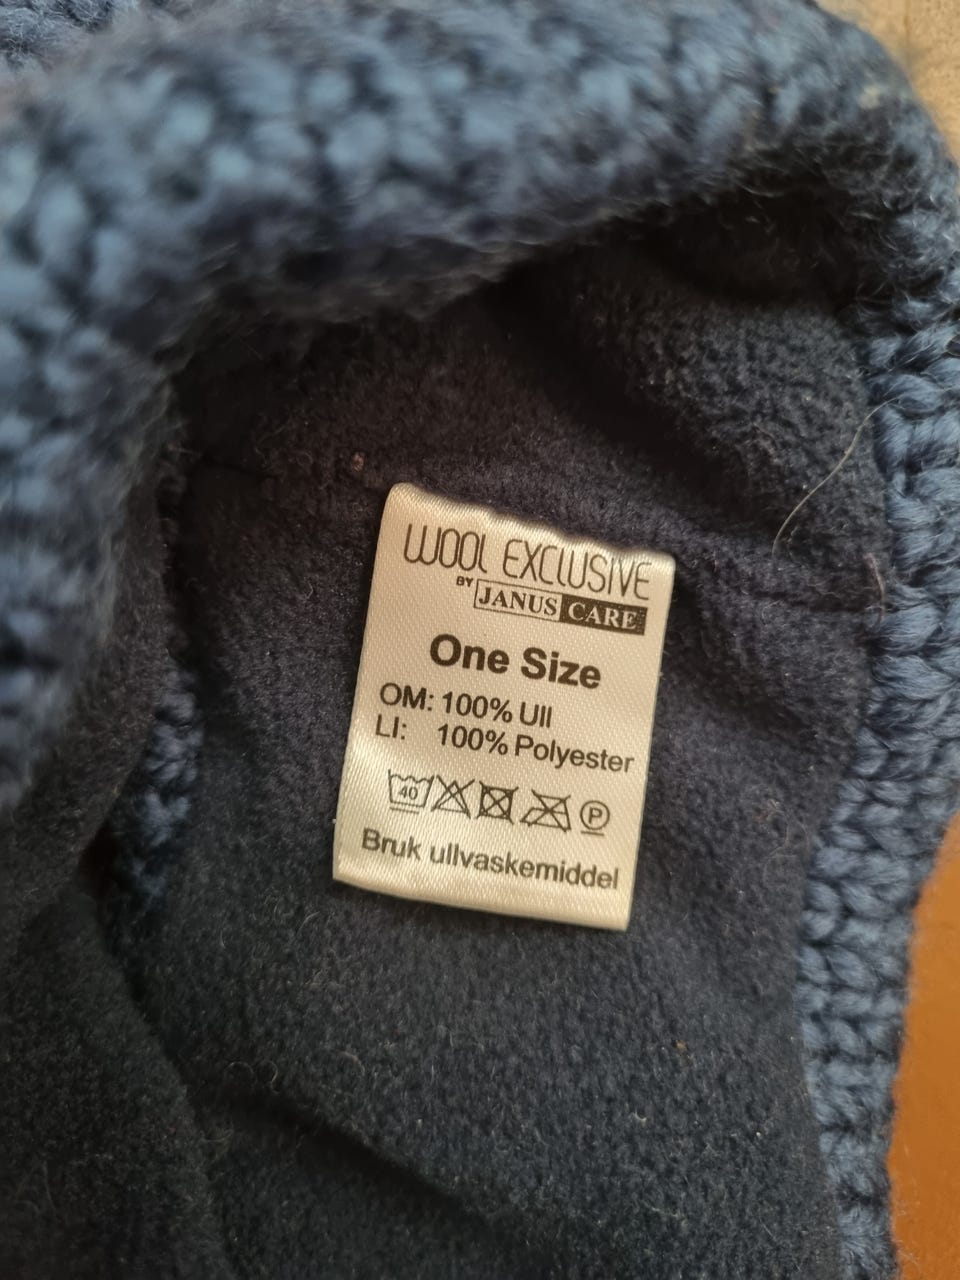 WOOL EXCLUSIVE
BY JANUS CARE
One Size
OM: 100% Ull
LI: 100% Polyester
40 P
Bruk ullvaskemiddel